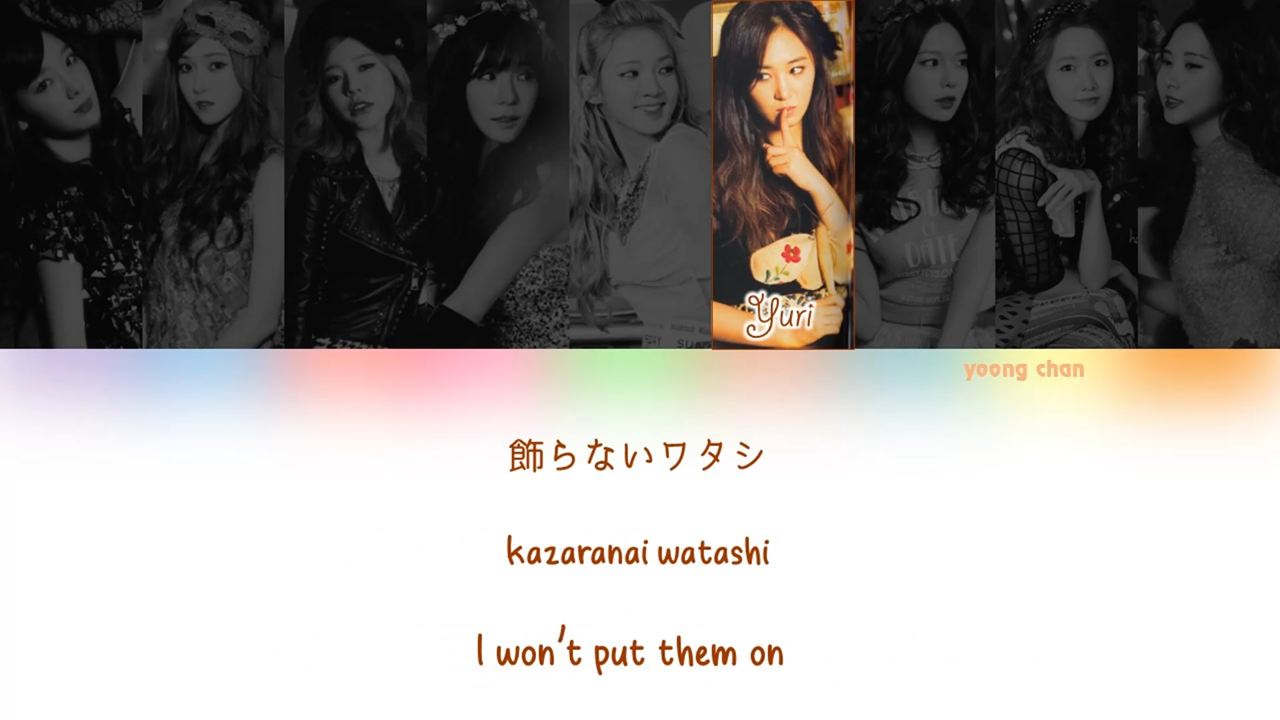 Yuri
yoong chan
飾らないワタシ
kazaranai watashi
I won't put them on